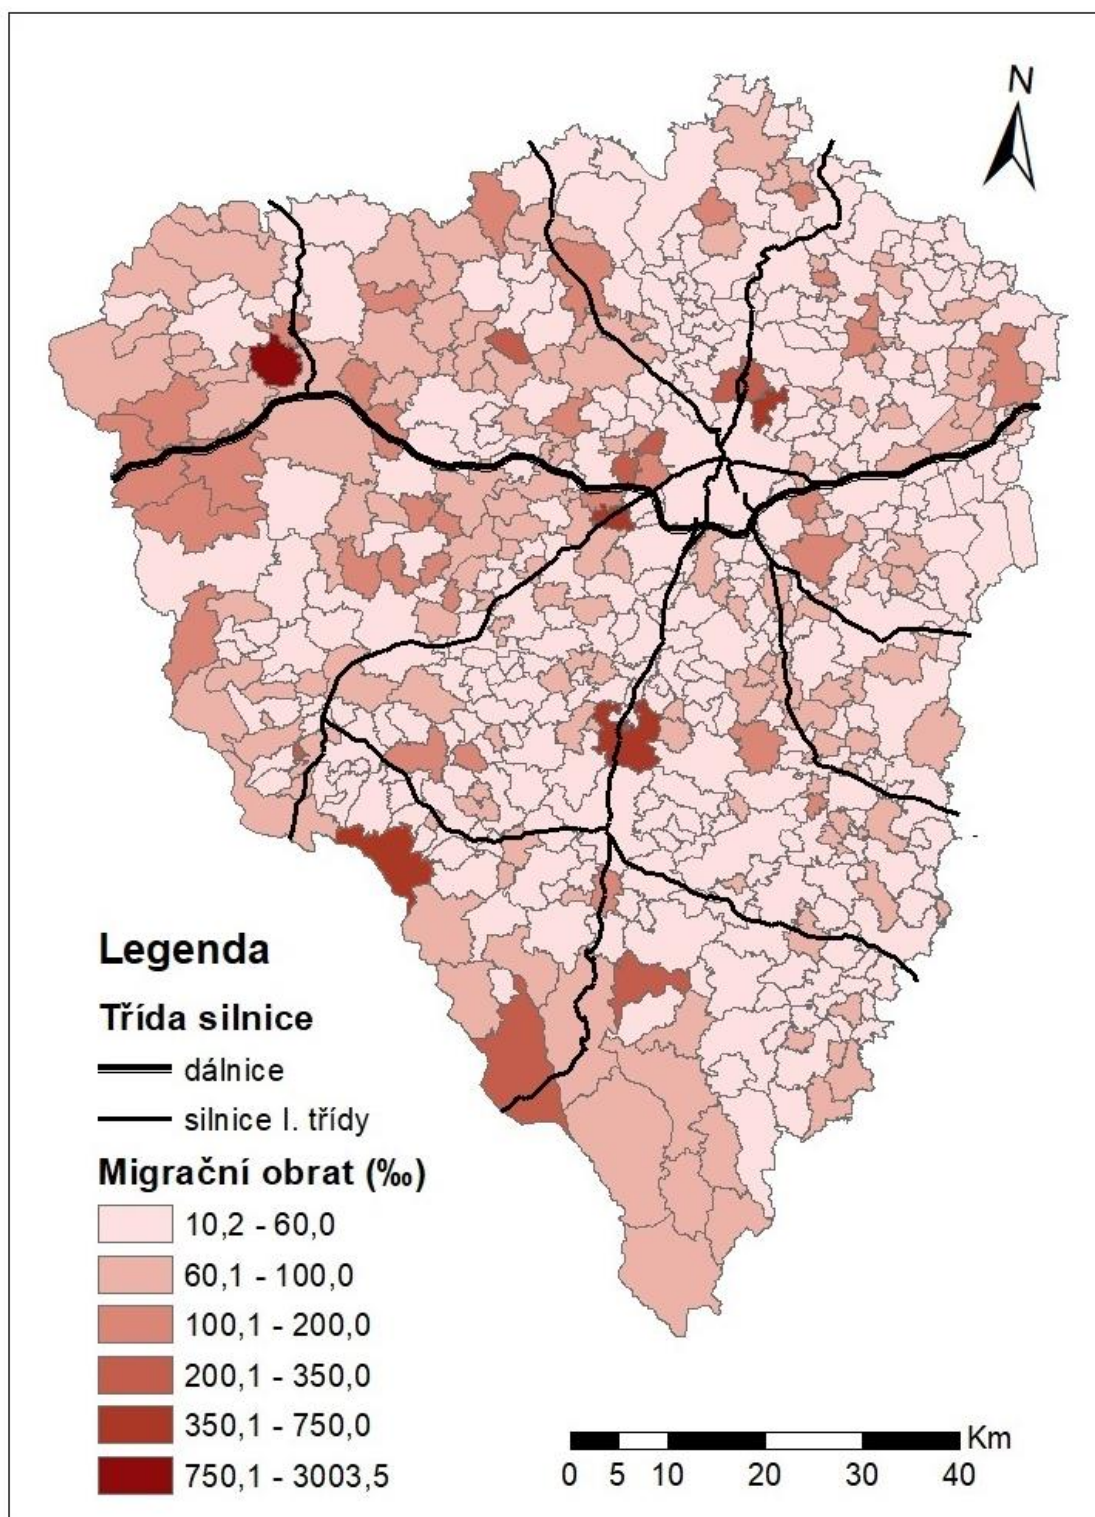 N
Legenda
Třída silnice
dálnice
silnice I. třídy
Migrační obrat (‰)
10,2 - 60,0
60,1 - 100,0
100,1 - 200,0
200,1 - 350,0
350,1 - 750,0
750,1 - 3003,5
Km
0 5 10 20 30 40